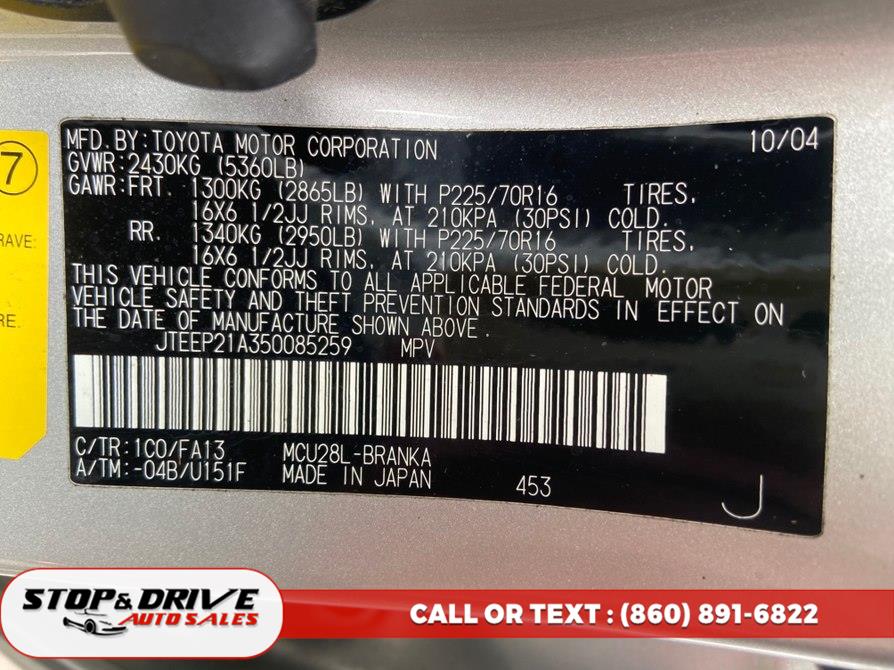 7
RAVE:
RE.
MFD. BY: TOYOTA MOTOR CORPORATION 10/04
GVWR: 2430KG (5360LB)
GAWR: FRT. 1300KG (2865LB) WITH P225/70R16 TIRES,
16X6 1/2JJ RIMS, AT 210KPA (30PSI) COLD.
RR. 1340KG (2950LB) WITH P225/70R16 TIRES,
16X6 1/2JJ RIMS, AT 210KPA (30PSI) COLD.
THIS VEHICLE CONFORMS TO ALL APPLICABLE FEDERAL MOTOR
VEHICLE SAFETY AND THEFT PREVENTION STANDARDS IN EFFECT ON
THE DATE OF MANUFACTURE SHOWN ABOVE.
JTEEP21A350085259 MPV
C/TR: 1C0/FA13 MCU28L-BRANKA
A/TM: -04B/U151F MADE IN JAPAN 453 J
STOP & DRIVE
AUTO SALES
CALL OR TEXT : (860) 891-6822